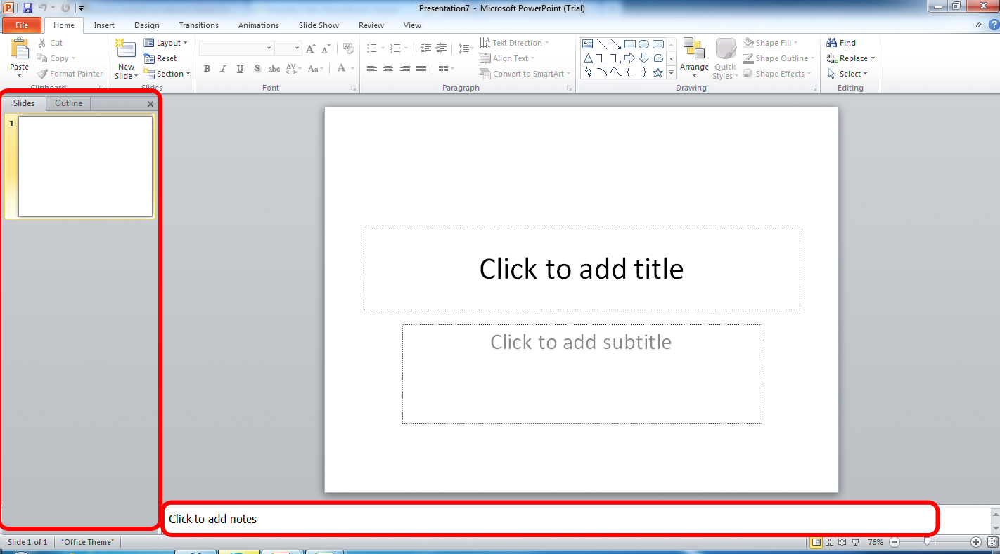 Presentation7 - Microsoft PowerPoint (Trial)
File Home Insert Design Transitions Animations Slide Show Review View
Cut Layout Text Direction Shape Fill Find
Copy Reset Align Text Shape Outline Replace
Paste Format Painter New Slide Section Convert to SmartArt Arrange Quick Styles Shape Effects Select
B I U S abc AV Aa A
Clipboard Slides Font Paragraph Drawing Editing
Slides Outline
1
Click to add title
Click to add subtitle
Click to add notes
Slide 1 of 1 "Office Theme" 76%